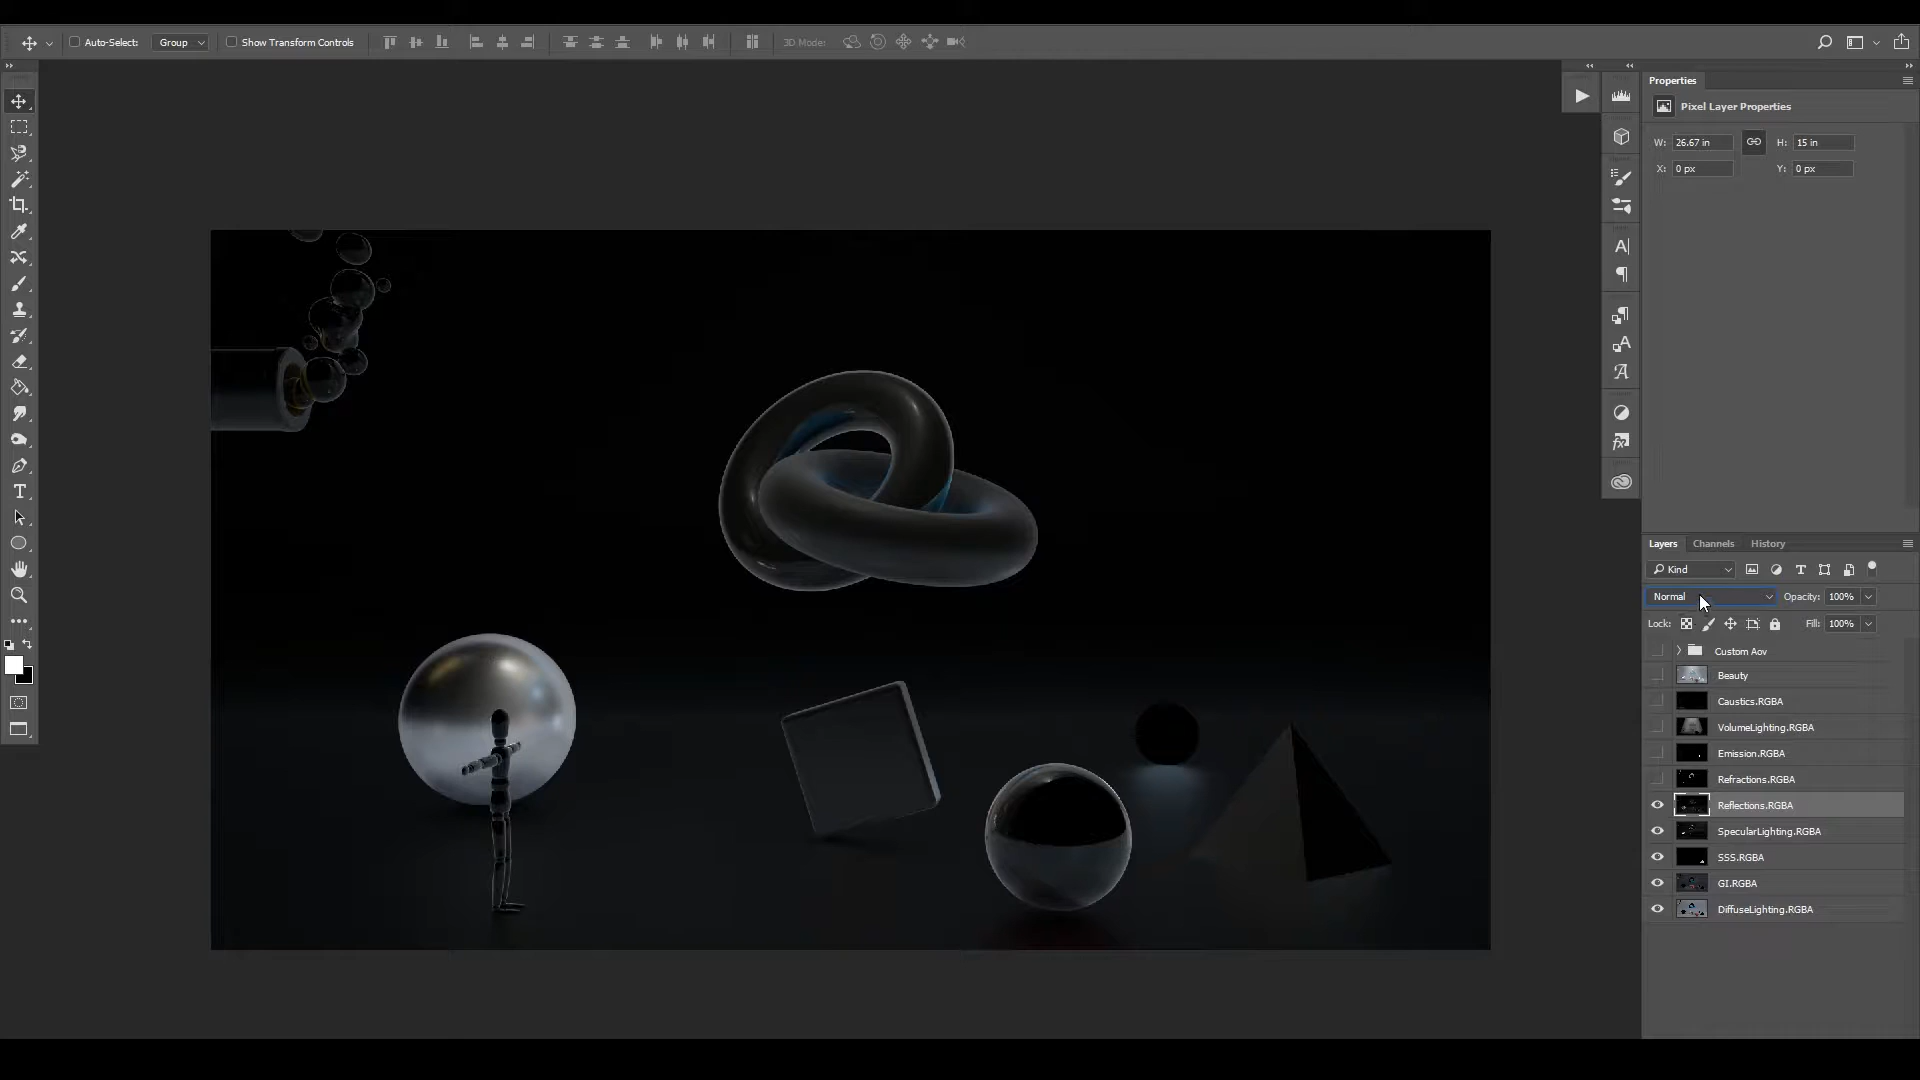 Auto-Select: Group Show Transform Controls 3D Mode:
Properties
Pixel Layer Properties
W: 26.67 in H: 15 in
X: 0 px Y: 0 px
Layers Channels History
Kind
Normal Opacity: 100%
Lock: Fill: 100%
Custom Aov
Beauty
Caustics.RGBA
VolumeLighting.RGBA
Emission.RGBA
Refractions.RGBA
Reflections.RGBA
SpecularLighting.RGBA
SSS.RGBA
GI.RGBA
DiffuseLighting.RGBA